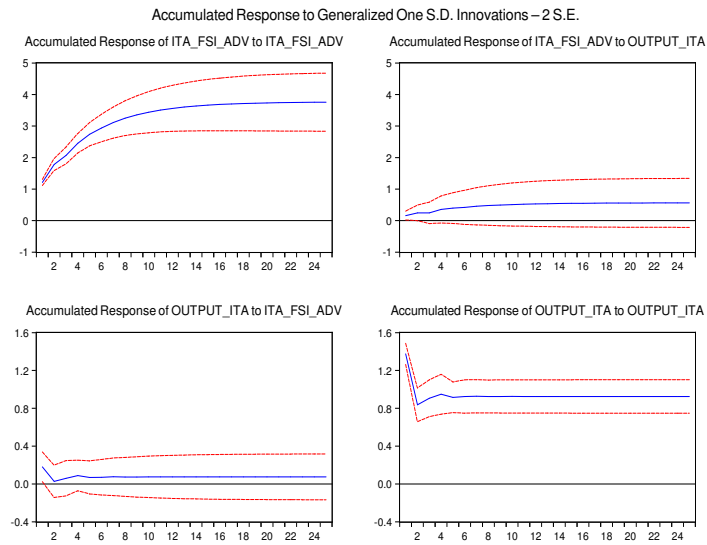 Accumulated Response to Generalized One S.D. Innovations – 2 S.E.
Accumulated Response of ITA_FSI_ADV to ITA_FSI_ADV
5
4
3
2
1
0
-1
2 4 6 8 10 12 14 16 18 20 22 24
Accumulated Response of ITA_FSI_ADV to OUTPUT_ITA
5
4
3
2
1
0
-1
2 4 6 8 10 12 14 16 18 20 22 24
Accumulated Response of OUTPUT_ITA to ITA_FSI_ADV
1.6
1.2
0.8
0.4
0.0
-0.4
2 4 6 8 10 12 14 16 18 20 22 24
Accumulated Response of OUTPUT_ITA to OUTPUT_ITA
1.6
1.2
0.8
0.4
0.0
-0.4
2 4 6 8 10 12 14 16 18 20 22 24